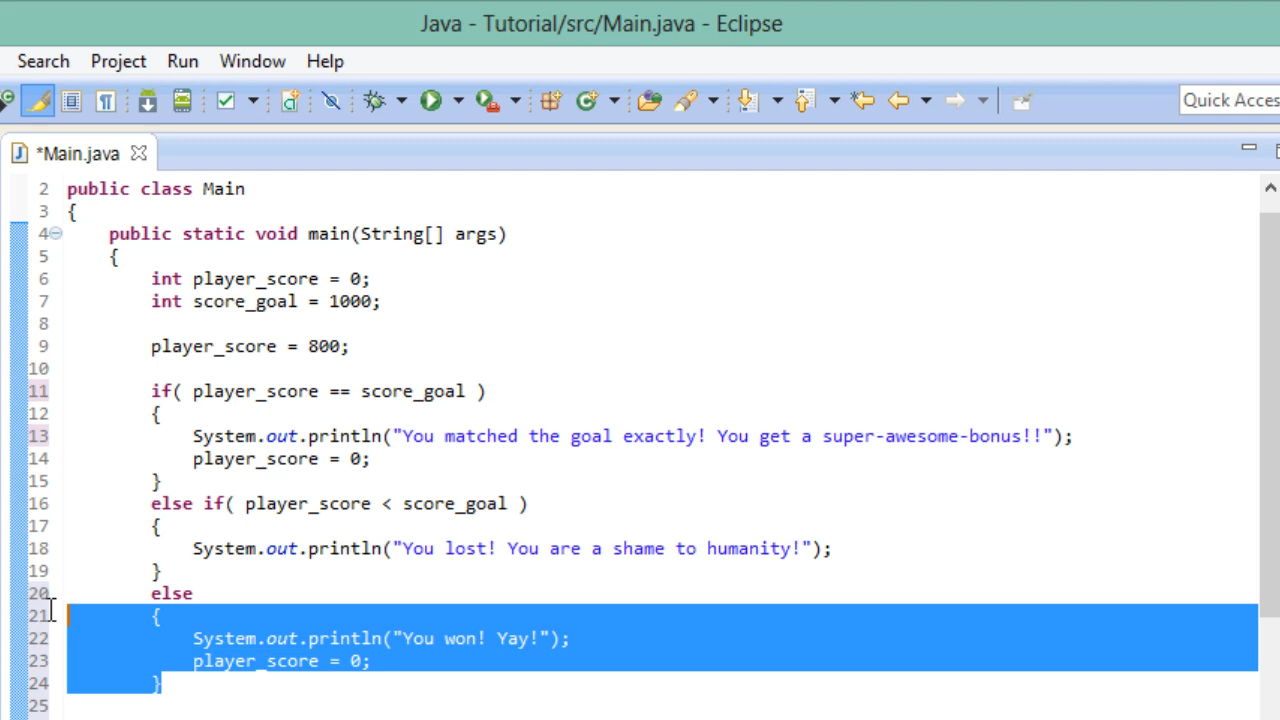 Java - Tutorial/src/Main.java - Eclipse
Search Project Run Window Help
Quick Acces
*Main.java
2 public class Main
3 {
4 public static void main(String[] args)
5 {
6 int player_score = 0;
7 int score_goal = 1000;
8
9 player_score = 800;
10
11 if( player_score == score_goal )
12 {
13 System.out.println("You matched the goal exactly! You get a super-awesome-bonus!!");
14 player_score = 0;
15 }
16 else if( player_score < score_goal )
17 {
18 System.out.println("You lost! You are a shame to humanity!");
19 }
20 else
21 {
22 System.out.println("You won! Yay!");
23 player_score = 0;
24 }
25